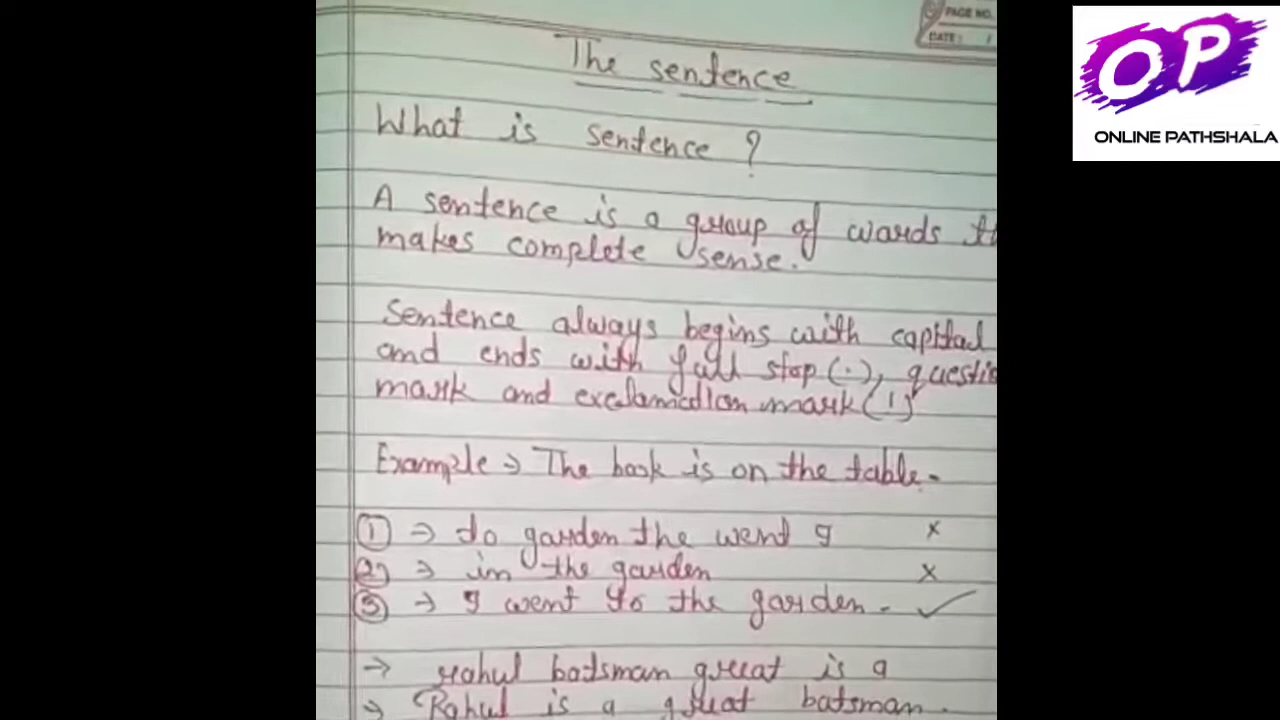 PAGE NO.
DATE: /
OP
ONLINE PATHSHALA
The sentence
What is sentence ?
A sentence is a group of words
makes complete sense.
Sentence always begins with capital
and ends with full stop (.),
mark and exclamation mark (!)
Example → The book is on the table.
① → to garden the went I ×
② → in the garden ×
③ → I went to the garden. ✓
→ rahul batsman great is a
→ Rahul is a great batsman.